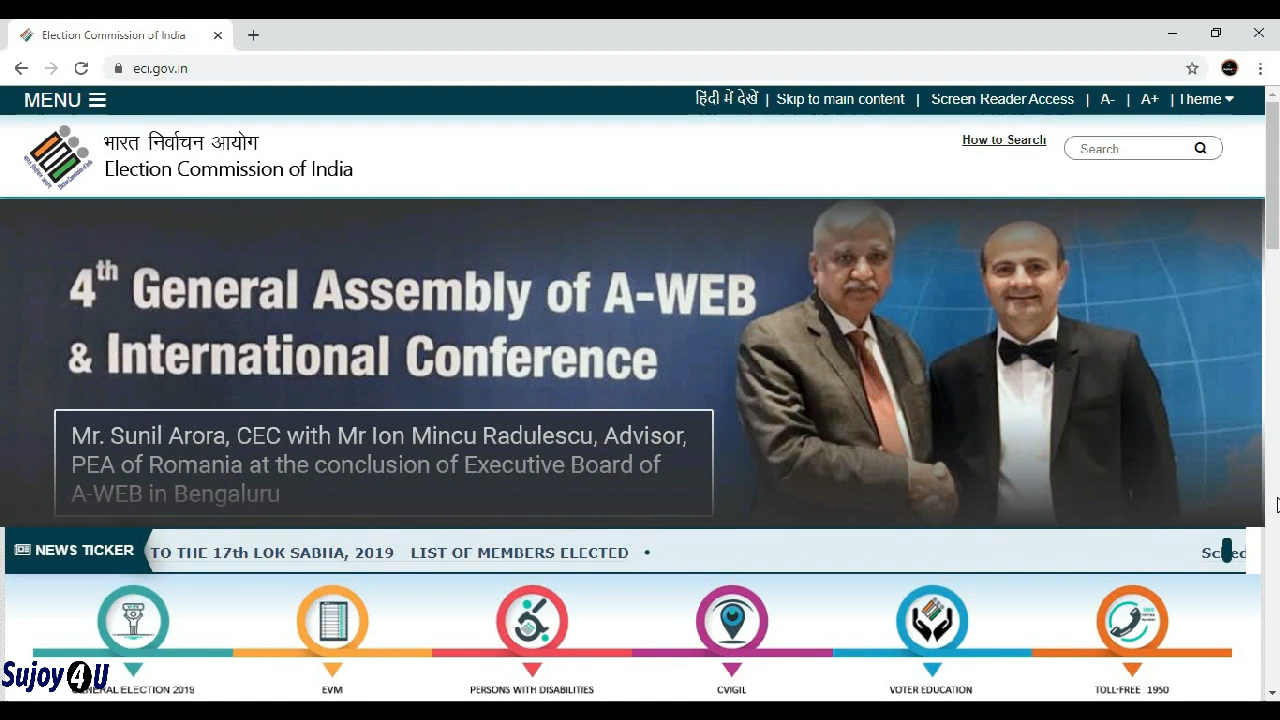 Election Commission of India
eci.gov.in
MENU
हिंदी में देखें | Skip to main content | Screen Reader Access | A- | A+ | Theme
भारत निर्वाचन आयोग
Election Commission of India
How to Search
Search
4th General Assembly of A-WEB
& International Conference
Mr. Sunil Arora, CEC with Mr Ion Mincu Radulescu, Advisor,
PEA of Romania at the conclusion of Executive Board of
A-WEB in Bengaluru
NEWS TICKER
TO THE 17th LOK SABHA, 2019 LIST OF MEMBERS ELECTED •
GENERAL ELECTION 2019
EVM
PERSONS WITH DISABILITIES
CVIGIL
VOTER EDUCATION
TOLL-FREE : 1950
Sujoy4U